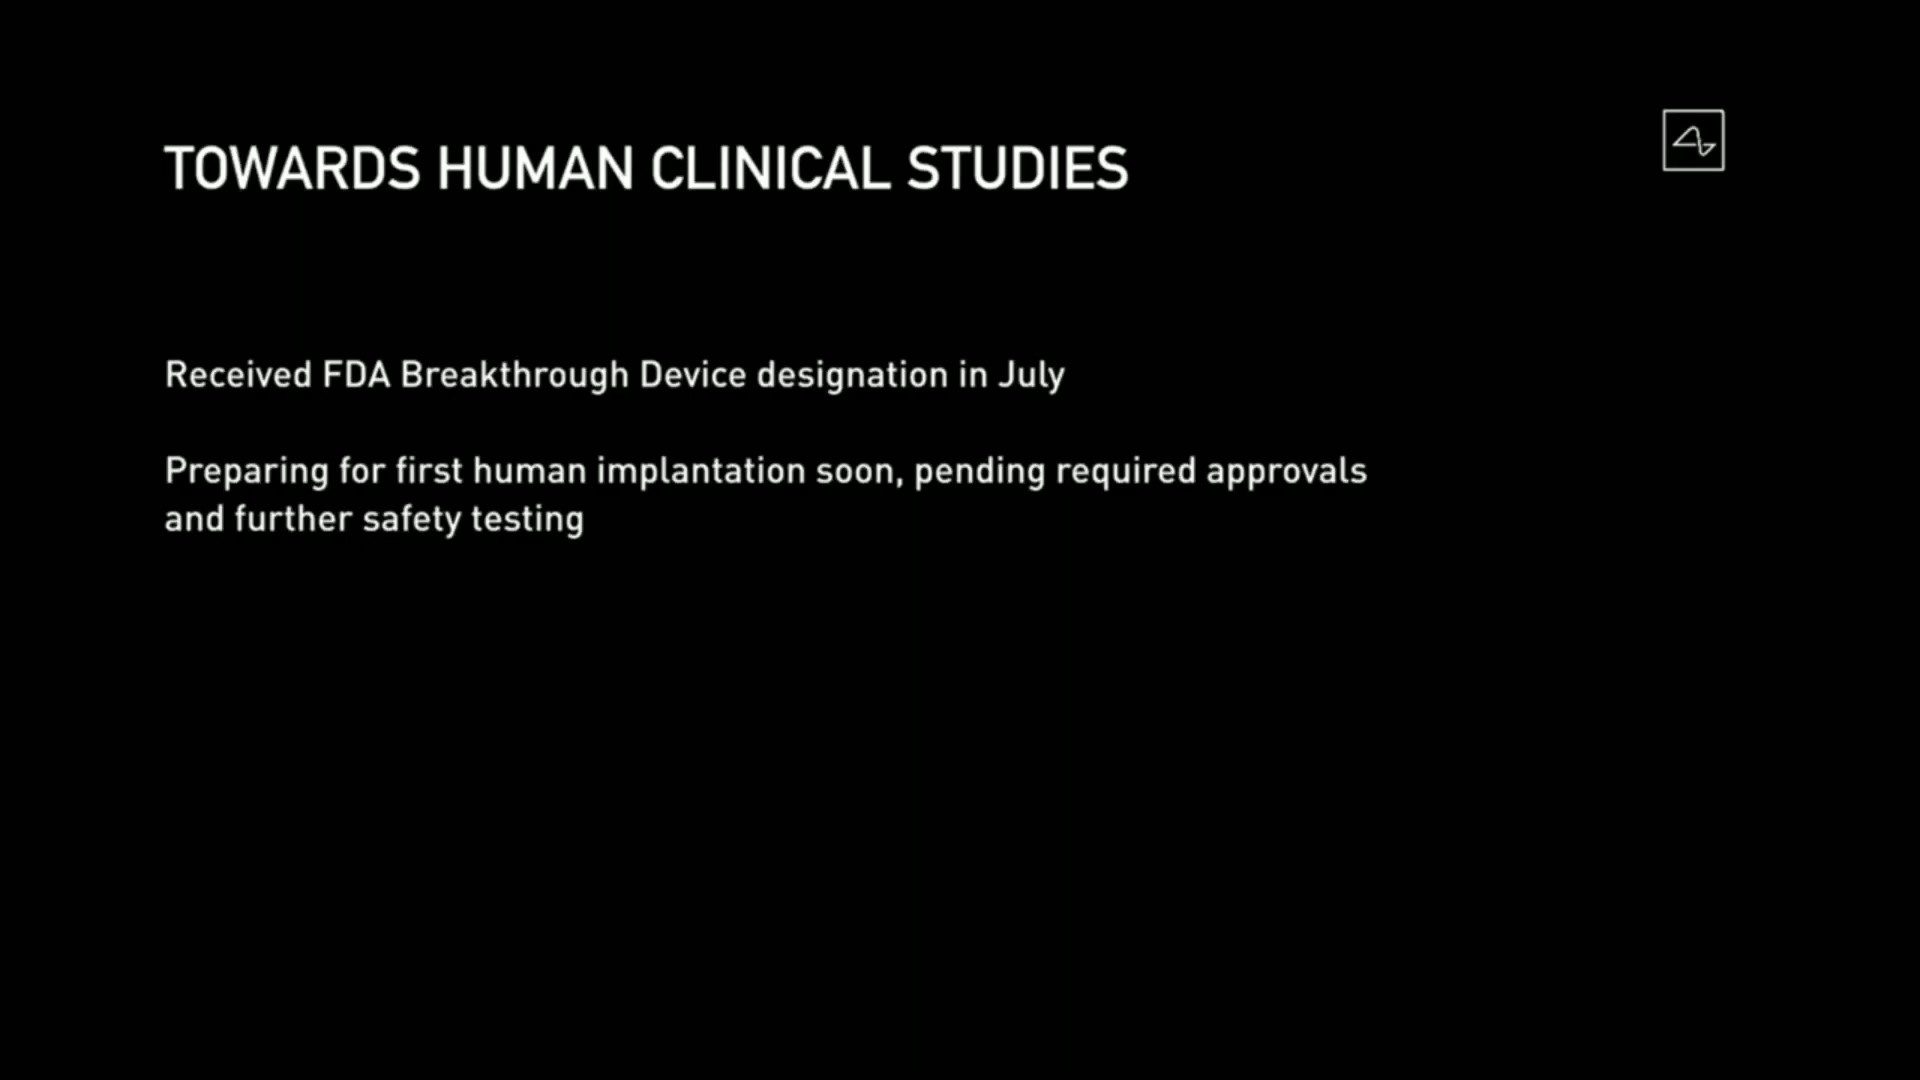 TOWARDS HUMAN CLINICAL STUDIES
Received FDA Breakthrough Device designation in July
Preparing for first human implantation soon, pending required approvals
and further safety testing